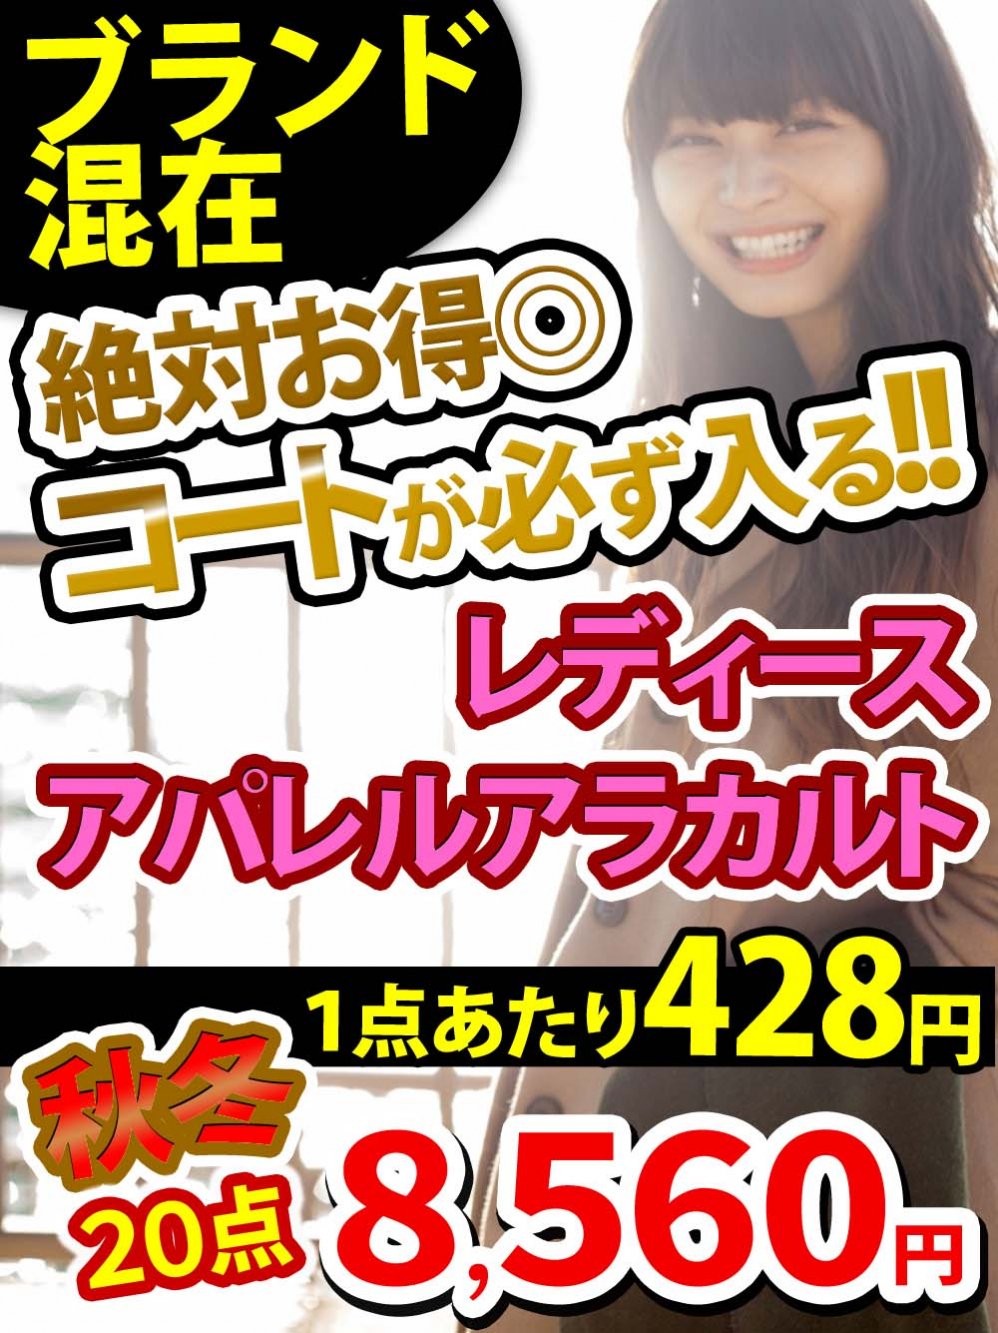 ブランド
混在
絶対お得◎
コートが必ず入る!!
レディース
アパレルアラカルト
1点あたり428円
秋冬
20点
8,560円